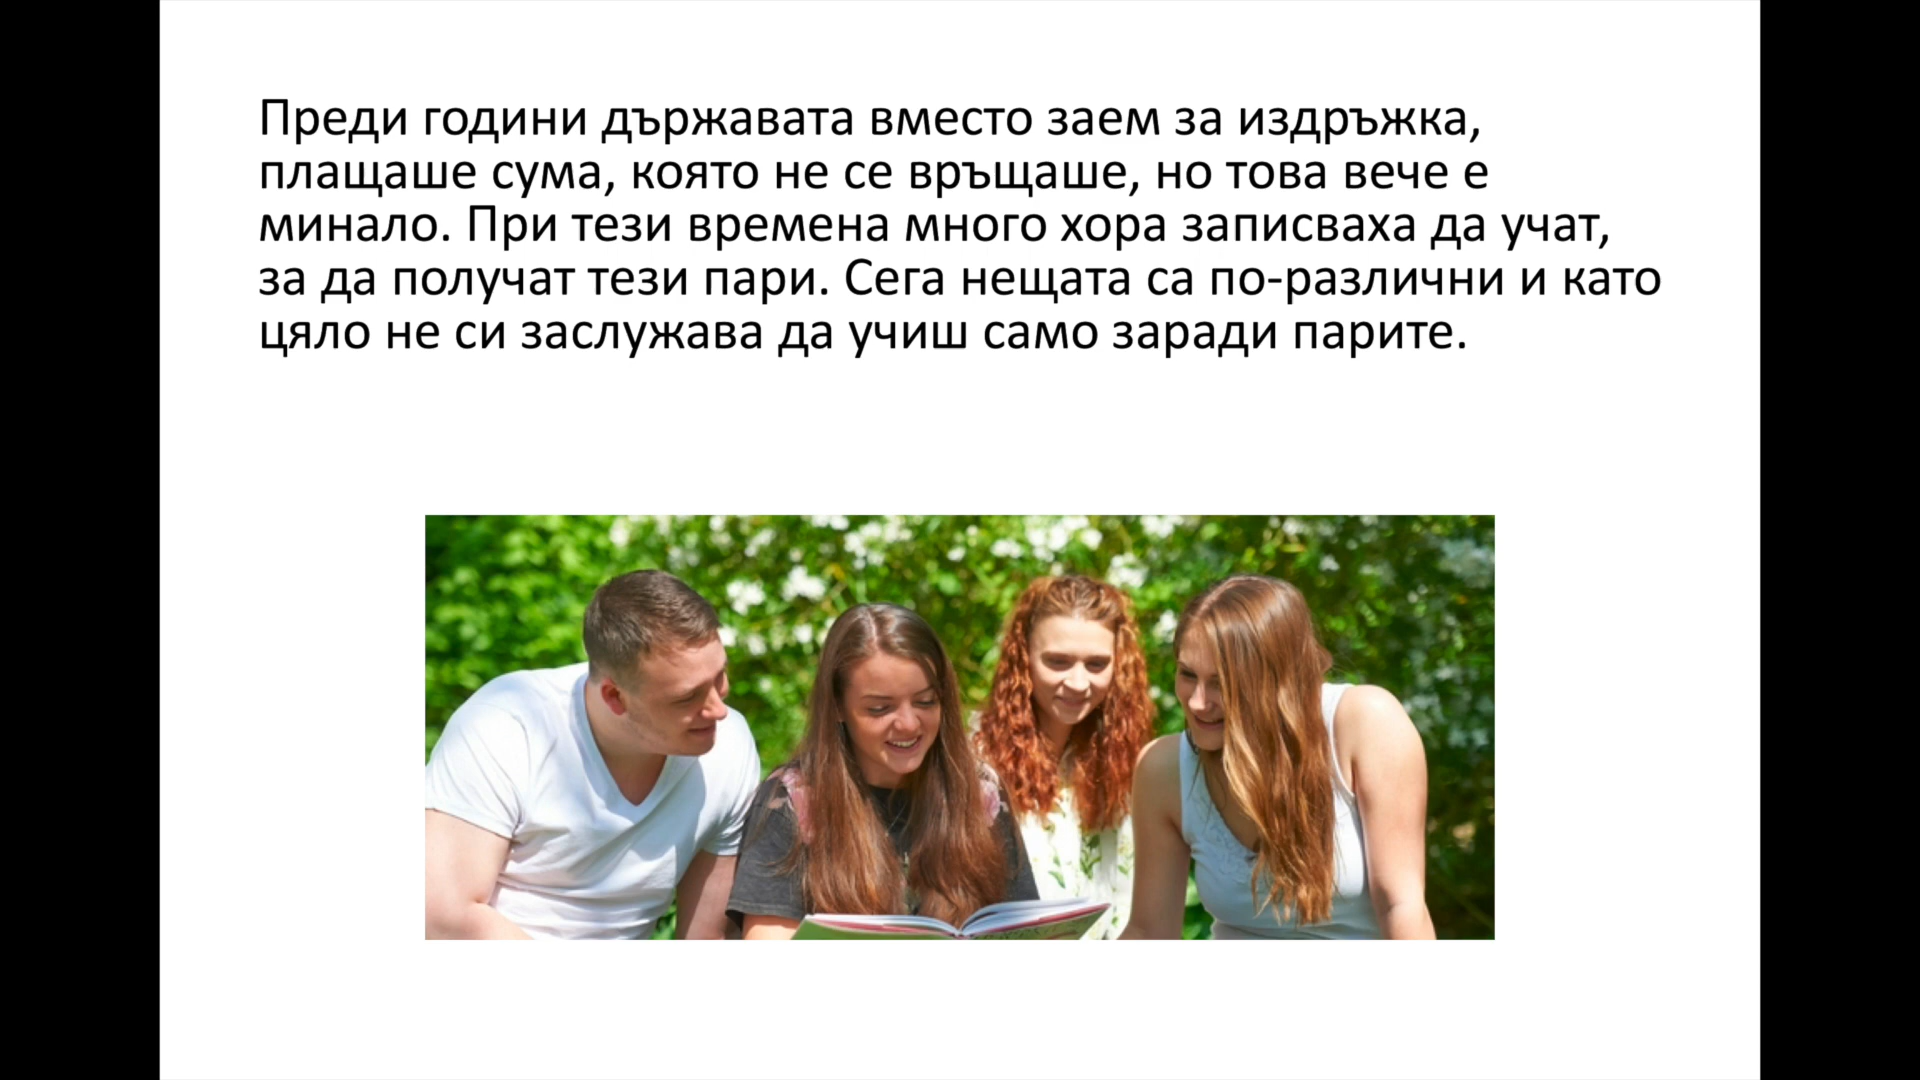 Преди години държавата вместо заем за издръжка,
плащаше сума, която не се връщаше, но това вече е
минало. При тези времена много хора записваха да учат,
за да получат тези пари. Сега нещата са по-различни и като
цяло не си заслужава да учиш само заради парите.